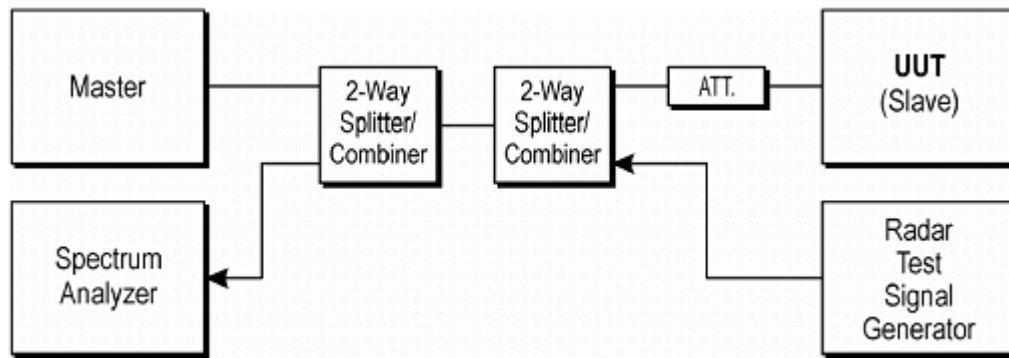 Master
2-Way
Splitter/
Combiner
2-Way
Splitter/
Combiner
ATT.
UUT
(Slave)
Spectrum
Analyzer
Radar
Test
Signal
Generator